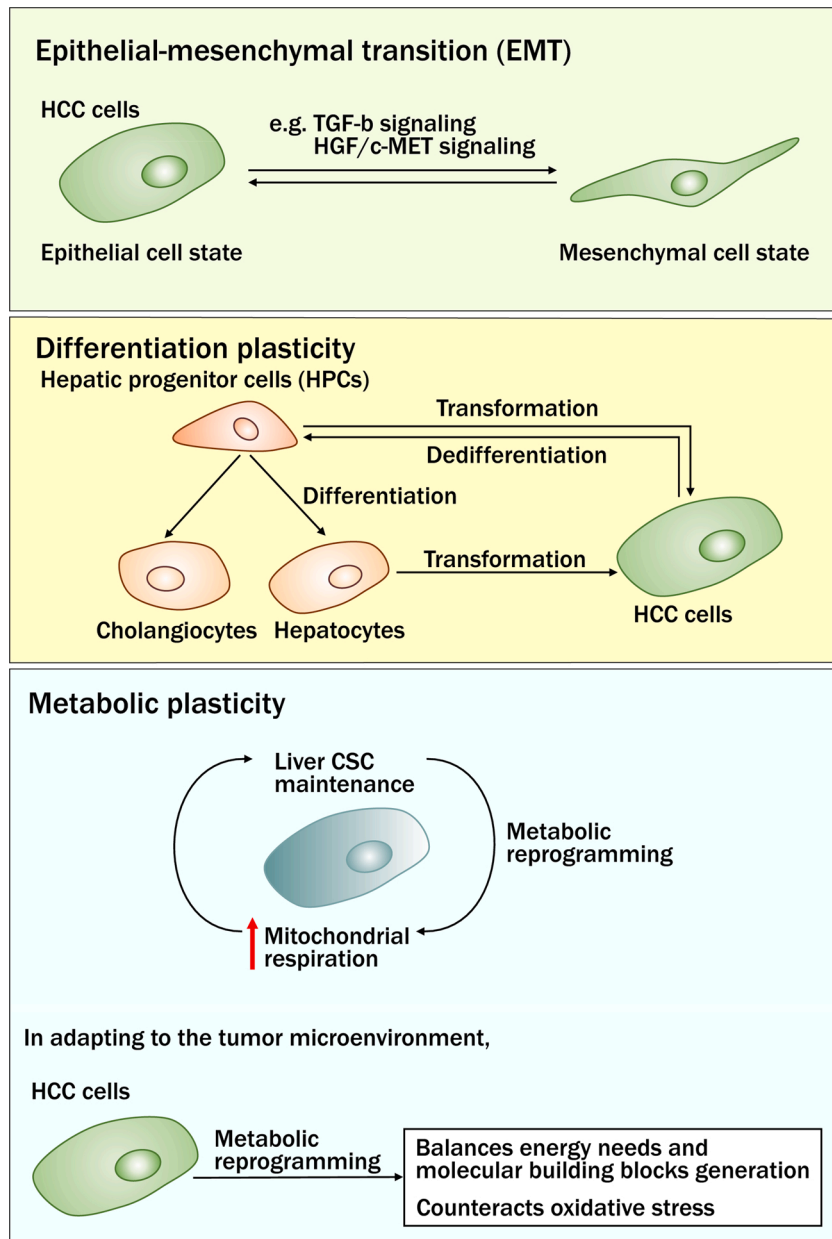 Epithelial-mesenchymal transition (EMT)
HCC cells
e.g. TGF-b signaling
HGF/c-MET signaling
Epithelial cell state
Mesenchymal cell state
Differentiation plasticity
Hepatic progenitor cells (HPCs)
Transformation
Dedifferentiation
Differentiation
Transformation
Cholangiocytes
Hepatocytes
HCC cells
Metabolic plasticity
Liver CSC
maintenance
Metabolic
reprogramming
Mitochondrial
respiration
In adapting to the tumor microenvironment,
HCC cells
Metabolic
reprogramming
Balances energy needs and
molecular building blocks generation
Counteracts oxidative stress